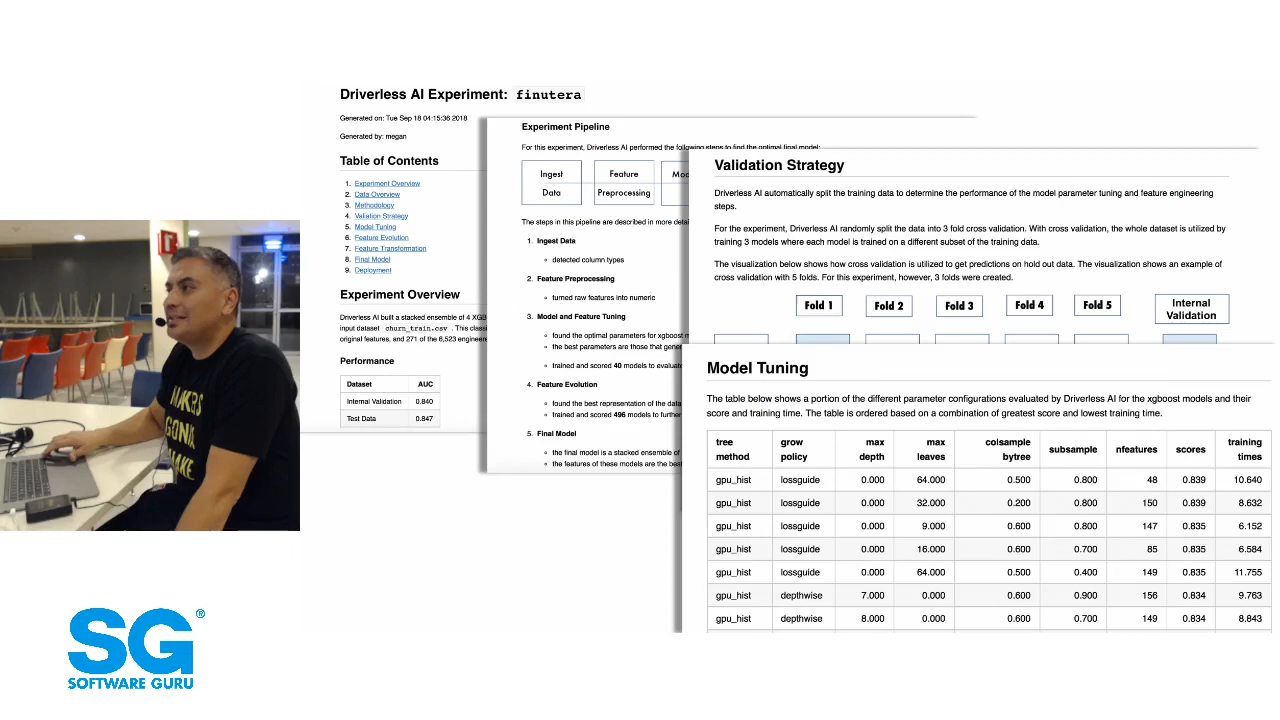 Driverless AI Experiment: finutera
Generated on: Tue Sep 18 04:15:36 2018
Generated by: megan
Table of Contents
1. Experiment Overview
2. Data Overview
3. Methodology
4. Valiation Strategy
5. Model Tuning
6. Feature Evolution
7. Feature Transformation
8. Final Model
9. Deployment
Experiment Overview
Driverless AI built a stacked ensemble of 4 XGB
input dataset churn_train.csv . This classi
original features, and 271 of the 6,523 engineere
Performance
Dataset AUC
Internal Validation 0.840
Test Data 0.847
Experiment Pipeline
For this experiment, Driverless AI performed the following steps to find the optimal final model:
Ingest Data
Feature Preprocessing
Mod
The steps in this pipeline are described in more detai
1. Ingest Data
detected column types
2. Feature Preprocessing
turned raw features into numeric
3. Model and Feature Tuning
found the optimal parameters for xgboost m
the best parameters are those that gener
trained and scored 40 models to evaluate
4. Feature Evolution
found the best representation of the data
trained and scored 496 models to further
5. Final Model
the final model is a stacked ensemble of
the features of these models are the best
Validation Strategy
Driverless AI automatically split the training data to determine the performance of the model parameter tuning and feature engineering
steps.
For the experiment, Driverless AI randomly split the data into 3 fold cross validation. With cross validation, the whole dataset is utilized by
training 3 models where each model is trained on a different subset of the training data.
The visualization below shows how cross validation is utilized to get predictions on hold out data. The visualization shows an example of
cross validation with 5 folds. For this experiment, however, 3 folds were created.
Fold 1 Fold 2 Fold 3 Fold 4 Fold 5 Internal Validation
Model Tuning
The table below shows a portion of the different parameter configurations evaluated by Driverless AI for the xgboost models and their
score and training time. The table is ordered based on a combination of greatest score and lowest training time.
tree method grow policy max depth max leaves colsample bytree subsample nfeatures scores training times
gpu_hist lossguide 0.000 64.000 0.500 0.800 48 0.839 10.640
gpu_hist lossguide 0.000 32.000 0.200 0.800 150 0.839 8.632
gpu_hist lossguide 0.000 9.000 0.600 0.800 147 0.835 6.152
gpu_hist lossguide 0.000 16.000 0.600 0.700 85 0.835 6.584
gpu_hist lossguide 0.000 64.000 0.500 0.400 149 0.835 11.755
gpu_hist depthwise 7.000 0.000 0.600 0.900 156 0.834 9.763
gpu_hist depthwise 8.000 0.000 0.600 0.700 149 0.834 8.843
MAKERS
GONNA
MAKE
SG®
SOFTWARE GURU